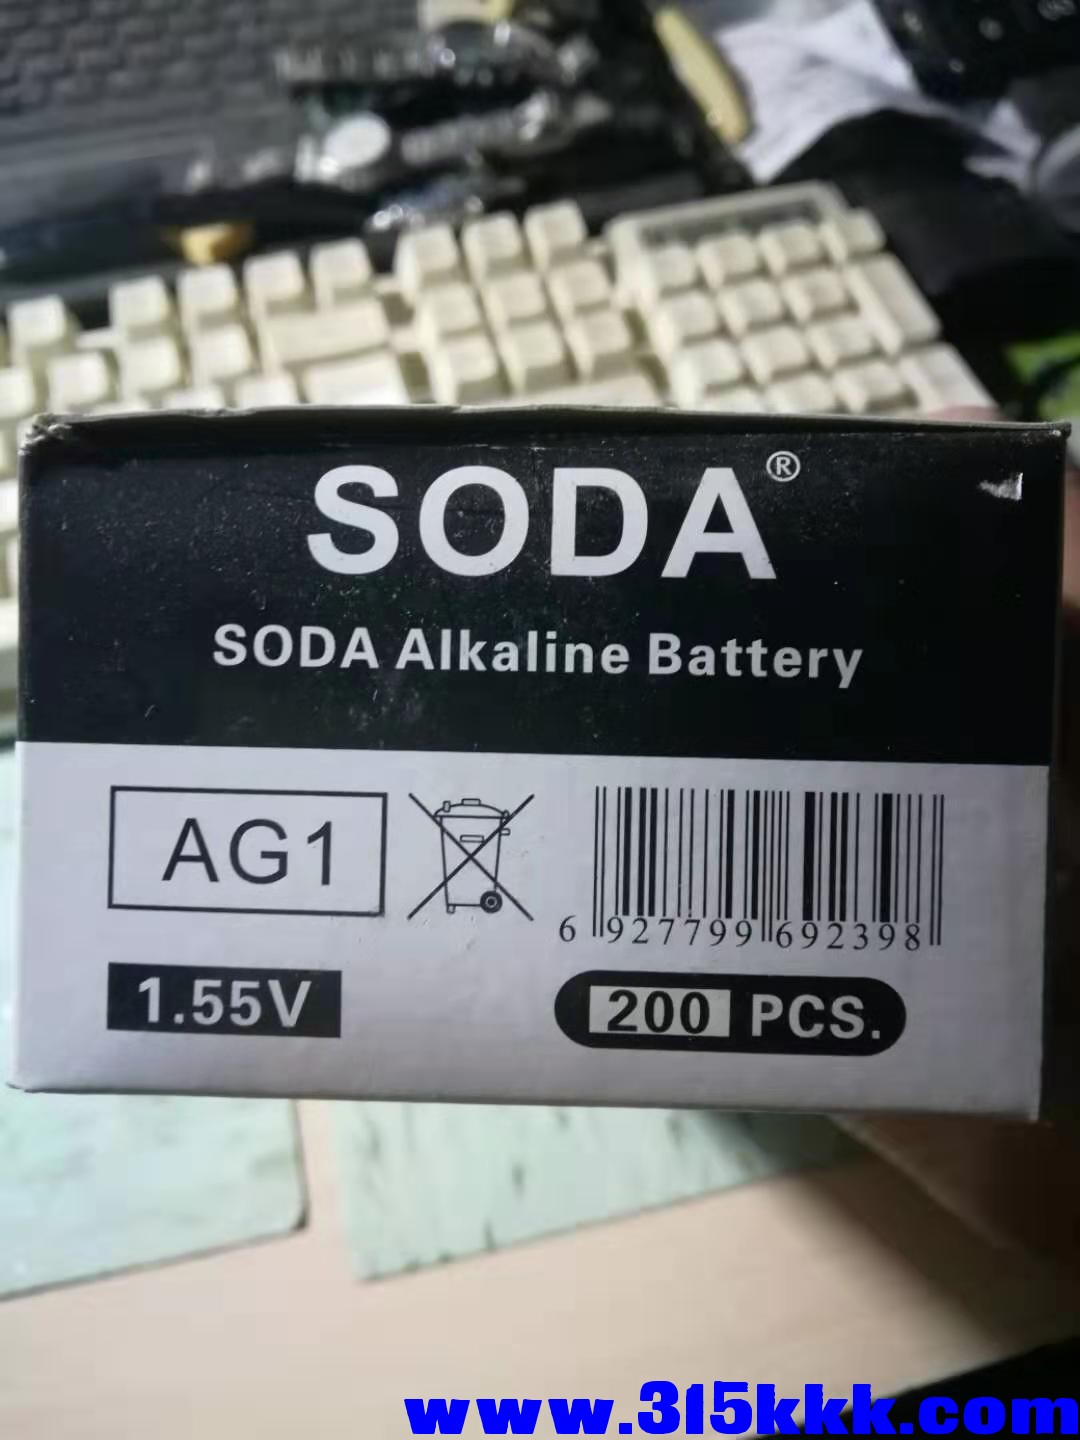 SODA®
SODA Alkaline Battery
AG1
6 927799 692398
1.55V
200 PCS.
www.315kkk.com